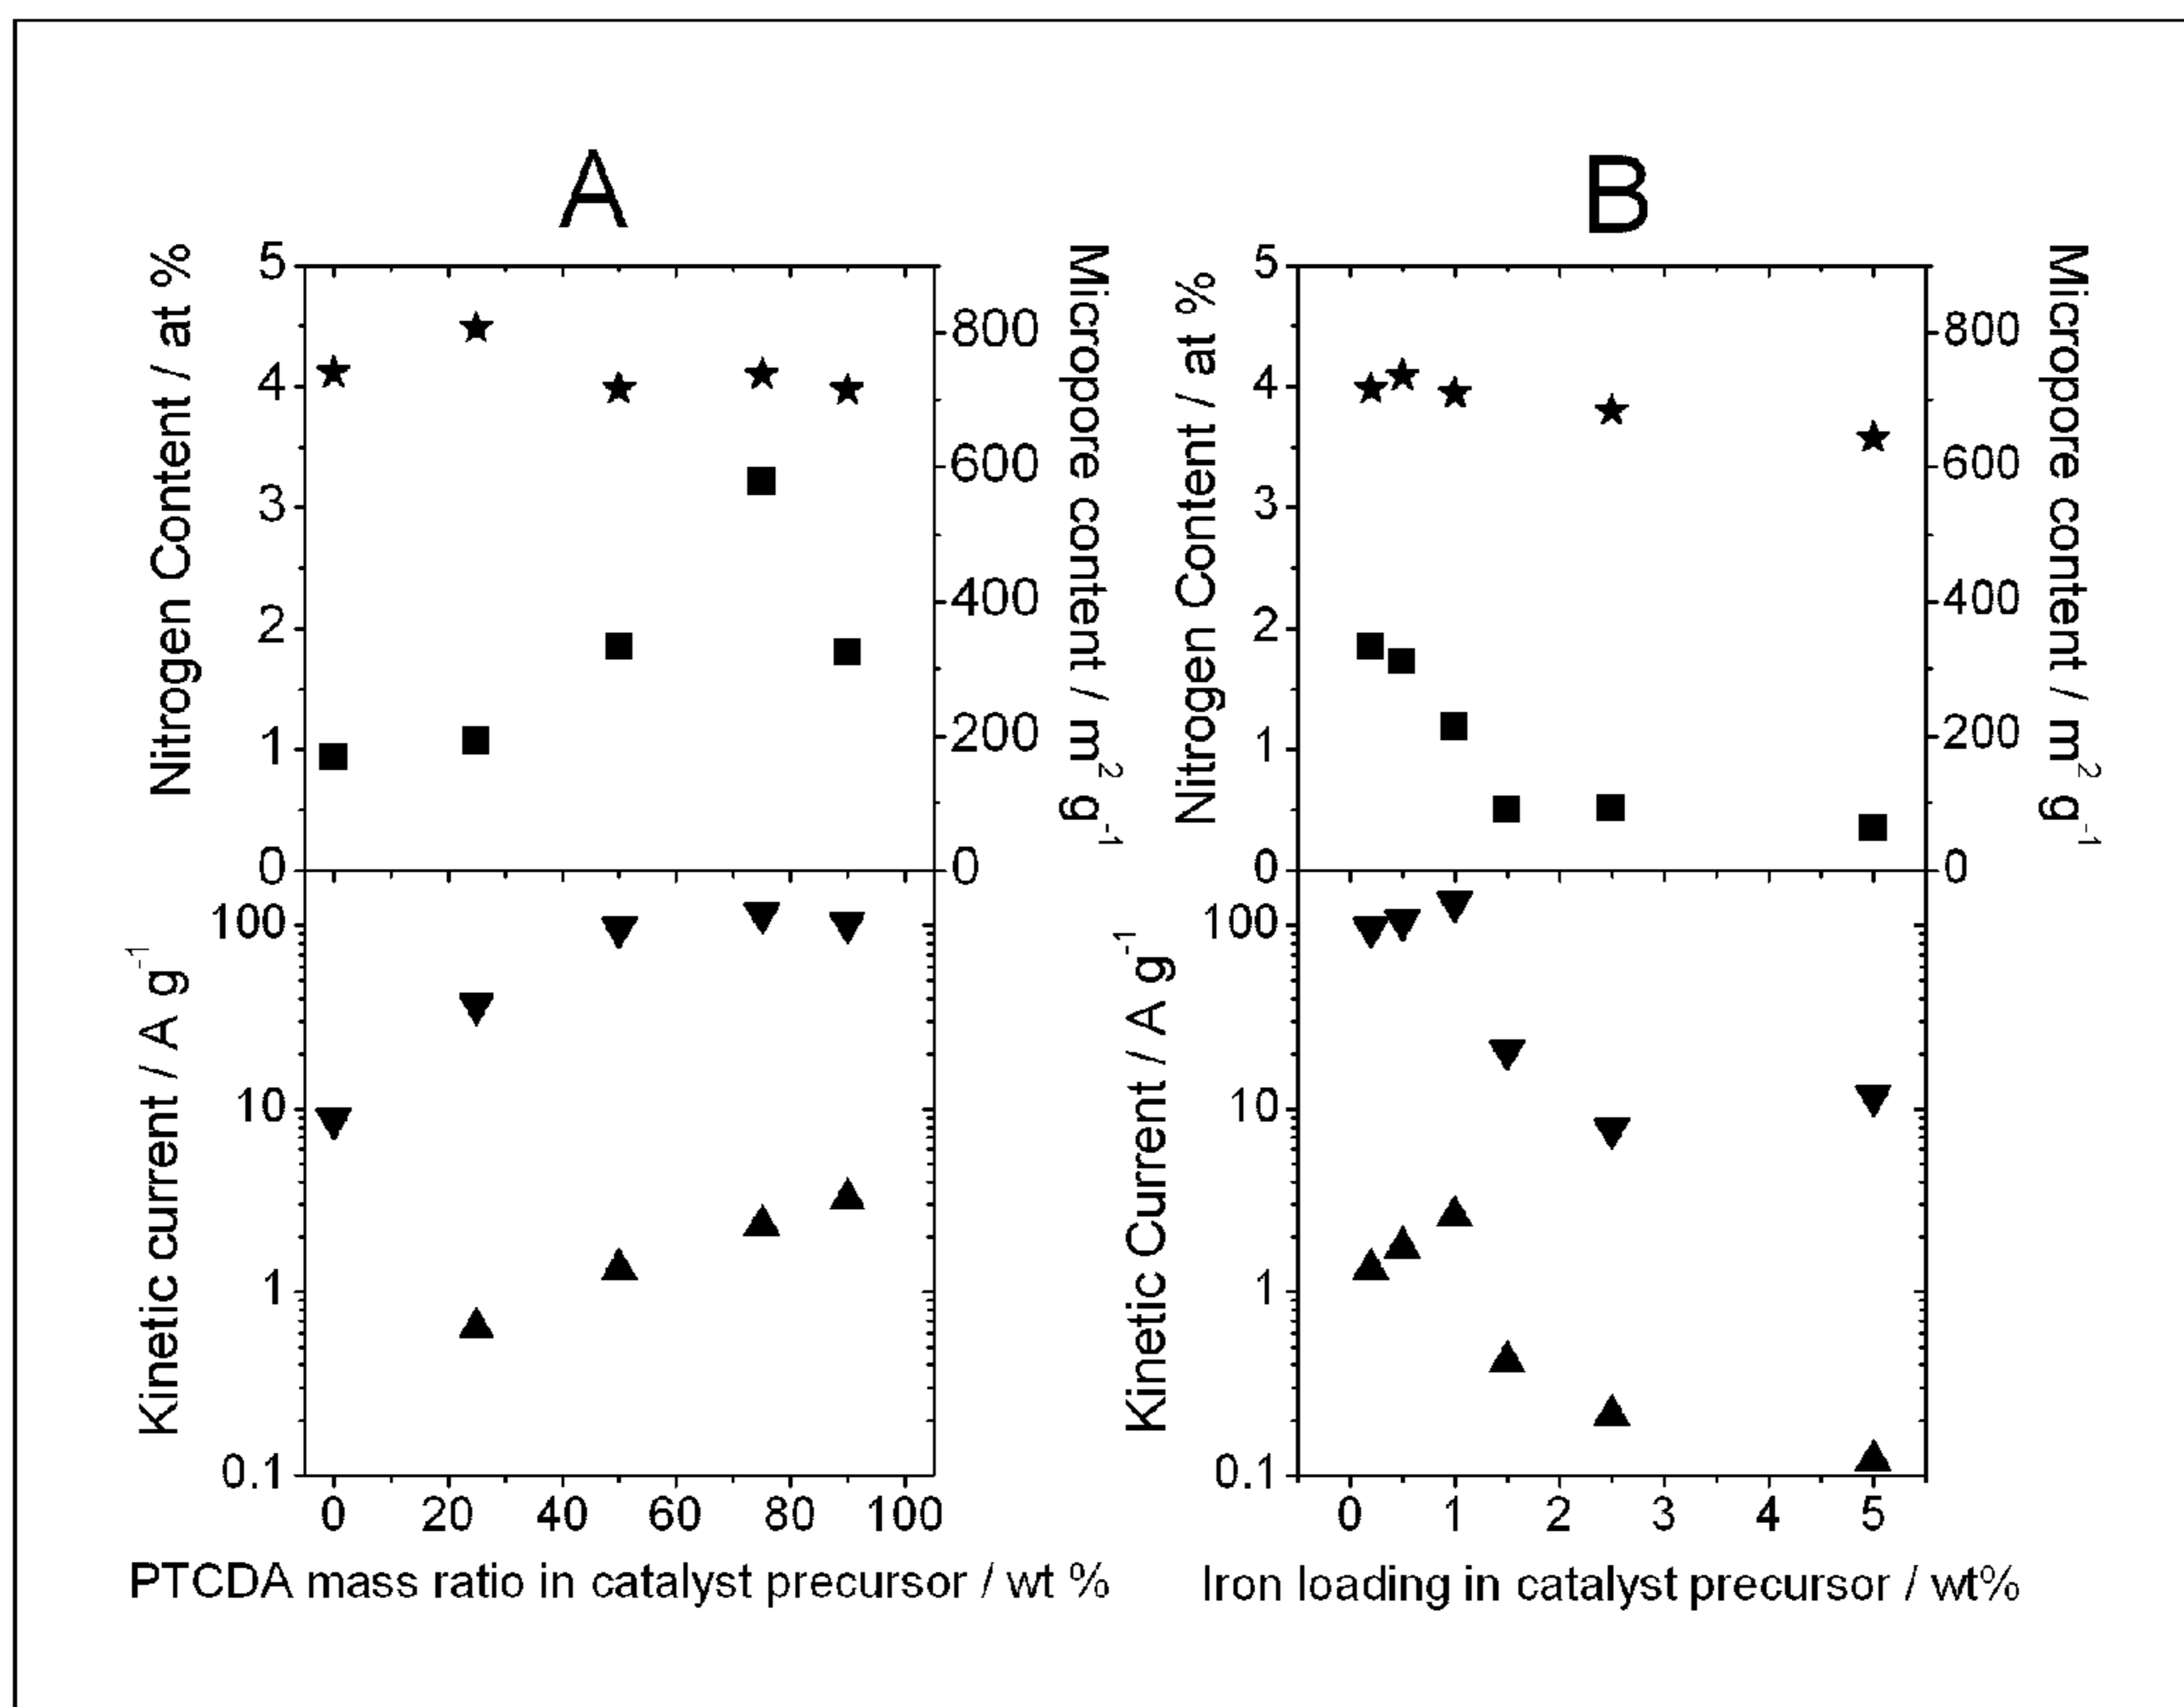 A
Nitrogen Content / at %
5
4
3
2
1
0
800
600
400
200
0
Micropore content / m² g⁻¹
Kinetic current / A g⁻¹
100
10
1
0.1
0 20 40 60 80 100
PTCDA mass ratio in catalyst precursor / wt %
B
Nitrogen Content / at %
5
4
3
2
1
0
800
600
400
200
0
Micropore content / m² g⁻¹
Kinetic Current / A g⁻¹
100
10
1
0.1
0 1 2 3 4 5
Iron loading in catalyst precursor / wt%